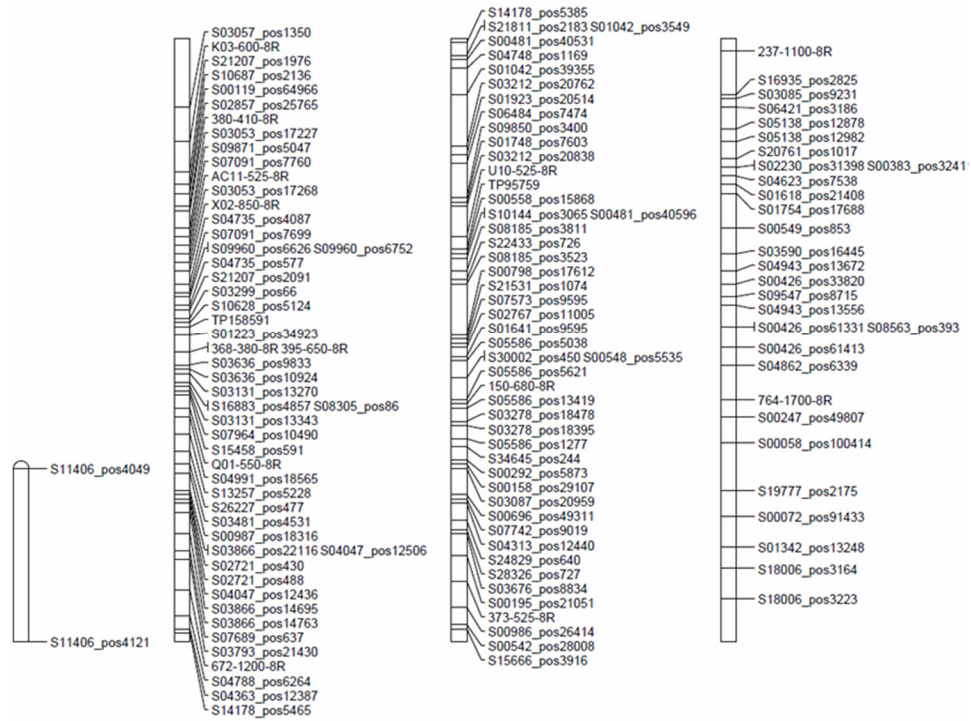 S11406_pos4049
S11406_pos4121
S03057_pos1350
K03-600-8R
S21207_pos1976
S10687_pos2136
S00119_pos64966
S02857_pos25765
380-410-8R
S03053_pos17227
S09871_pos5047
S07091_pos7760
AC11-525-8R
S03053_pos17268
X02-850-8R
S04735_pos4087
S07091_pos7699
S09960_pos6626 S09960_pos6752
S04735_pos577
S21207_pos2091
S03299_pos66
S10628_pos5124
TP158591
S01223_pos34923
368-380-8R 395-650-8R
S03636_pos9833
S03636_pos10924
S03131_pos13270
S16883_pos4857 S08305_pos86
S03131_pos13343
S07964_pos10490
S15458_pos591
Q01-550-8R
S04991_pos18565
S13257_pos5228
S26227_pos477
S03481_pos4531
S00987_pos18316
S03866_pos22116 S04047_pos12506
S02721_pos430
S02721_pos488
S04047_pos12436
S03866_pos14695
S03866_pos14763
S07689_pos637
S03793_pos21430
672-1200-8R
S04788_pos6264
S04363_pos12387
S14178_pos5465
S14178_pos5385
S21811_pos2183 S01042_pos3549
S00481_pos40531
S04748_pos1169
S01042_pos39355
S03212_pos20762
S01923_pos20514
S06484_pos7474
S09850_pos3400
S01748_pos7603
S03212_pos20838
U10-525-8R
TP95759
S00558_pos15868
S10144_pos3065 S00481_pos40596
S08185_pos3811
S22433_pos726
S08185_pos3523
S00798_pos17612
S21531_pos1074
S07573_pos9595
S02767_pos11005
S01641_pos9595
S05586_pos5038
S30002_pos450 S00548_pos5535
S05586_pos5621
150-680-8R
S05586_pos13419
S03278_pos18478
S03278_pos18395
S05586_pos1277
S34645_pos244
S00292_pos5873
S00158_pos29107
S03087_pos20959
S00696_pos49311
S07742_pos9019
S04313_pos12440
S24829_pos640
S28326_pos727
S03676_pos8834
S00195_pos21051
373-525-8R
S00986_pos26414
S00542_pos28008
S15666_pos3916
237-1100-8R
S16935_pos2825
S03085_pos9231
S06421_pos3186
S05138_pos12878
S05138_pos12982
S20761_pos1017
S02230_pos31398 S00383_pos32411
S04623_pos7538
S01618_pos21408
S01754_pos17688
S00549_pos853
S03590_pos16445
S04943_pos13672
S00426_pos33820
S09547_pos8715
S04943_pos13556
S00426_pos61331 S08563_pos393
S00426_pos61413
S04862_pos6339
764-1700-8R
S00247_pos49807
S00058_pos100414
S19777_pos2175
S00072_pos91433
S01342_pos13248
S18006_pos3164
S18006_pos3223